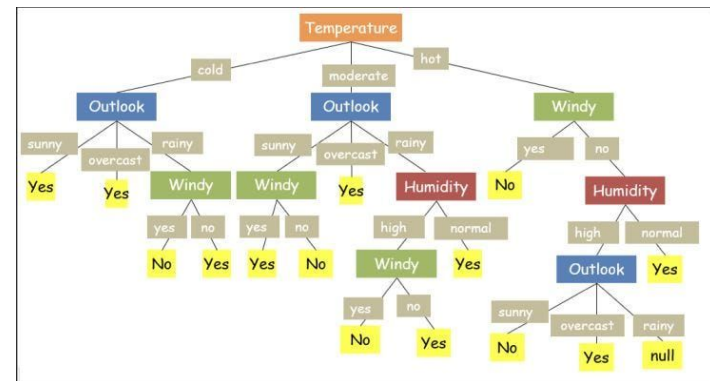 Temperature
cold
moderate
hot
Outlook
Outlook
Windy
sunny
overcast
rainy
sunny
overcast
rainy
yes
no
Yes
Yes
Windy
Windy
Yes
Humidity
No
Humidity
yes
no
yes
no
high
normal
high
normal
No
Yes
Yes
No
Windy
Yes
Outlook
Yes
yes
no
sunny
overcast
rainy
No
Yes
No
Yes
null